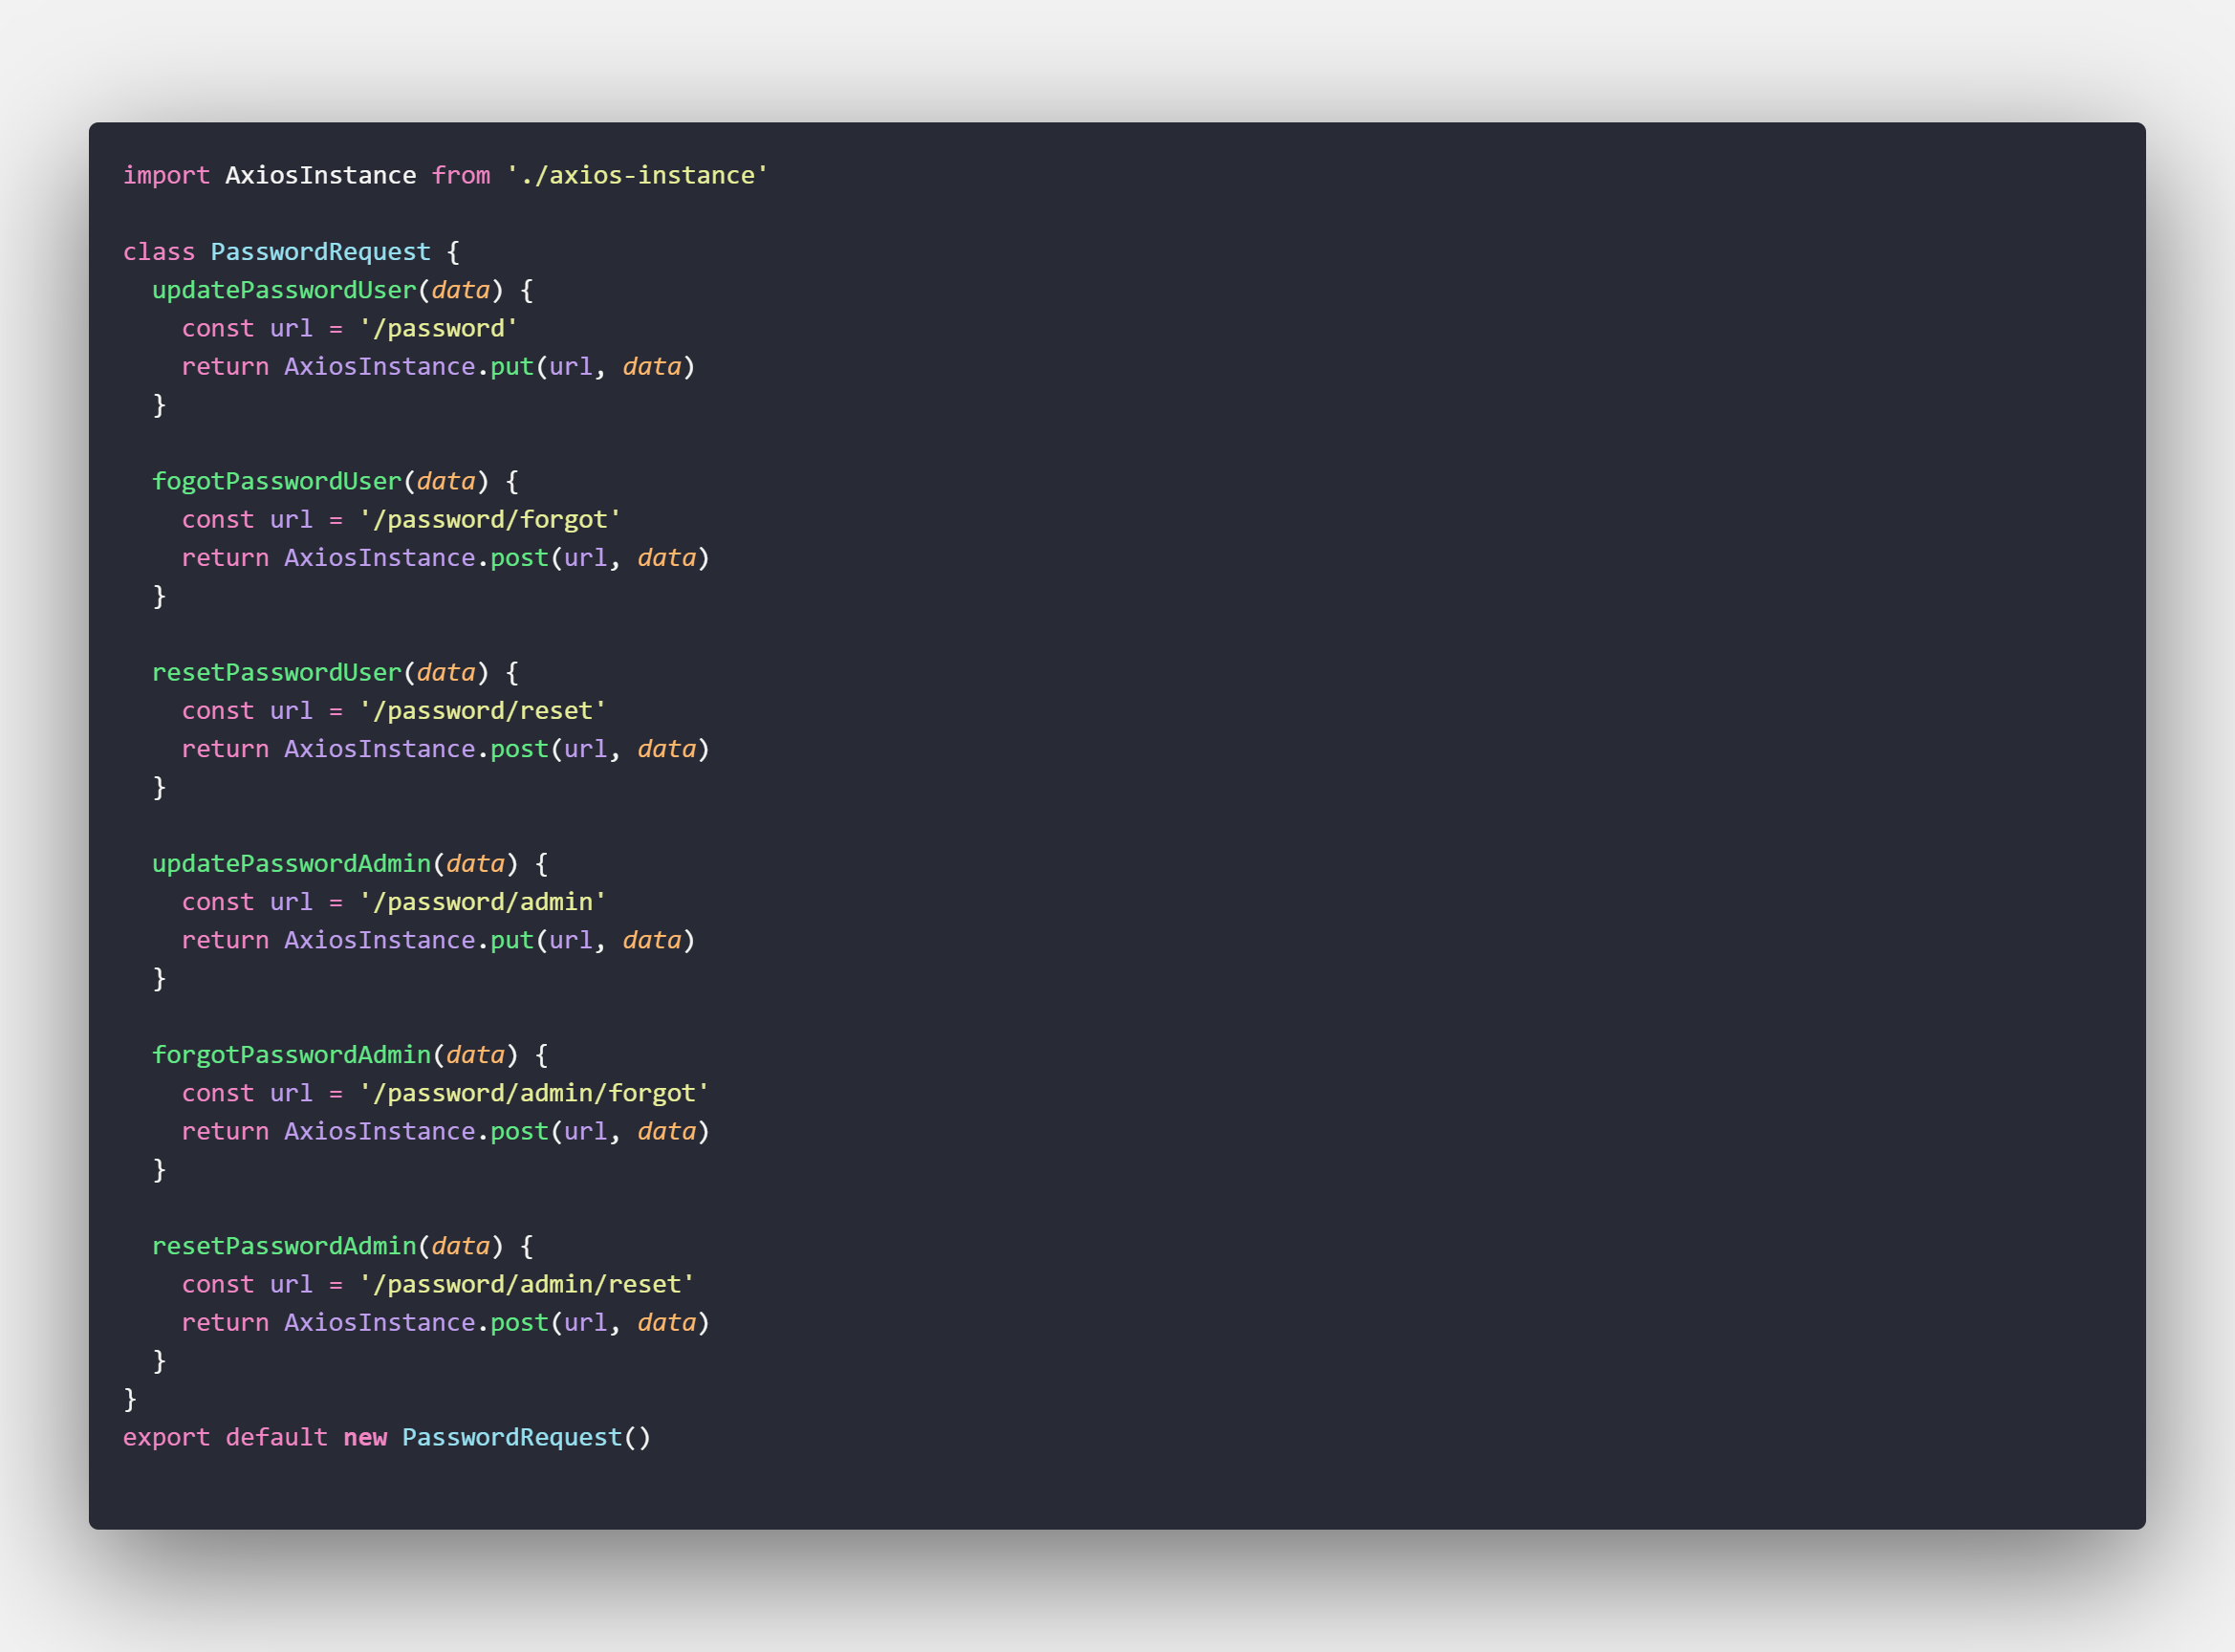 import AxiosInstance from './axios-instance'

class PasswordRequest {
  updatePasswordUser(data) {
    const url = '/password'
    return AxiosInstance.put(url, data)
  }

  fogotPasswordUser(data) {
    const url = '/password/forgot'
    return AxiosInstance.post(url, data)
  }

  resetPasswordUser(data) {
    const url = '/password/reset'
    return AxiosInstance.post(url, data)
  }

  updatePasswordAdmin(data) {
    const url = '/password/admin'
    return AxiosInstance.put(url, data)
  }

  forgotPasswordAdmin(data) {
    const url = '/password/admin/forgot'
    return AxiosInstance.post(url, data)
  }

  resetPasswordAdmin(data) {
    const url = '/password/admin/reset'
    return AxiosInstance.post(url, data)
  }
}
export default new PasswordRequest()